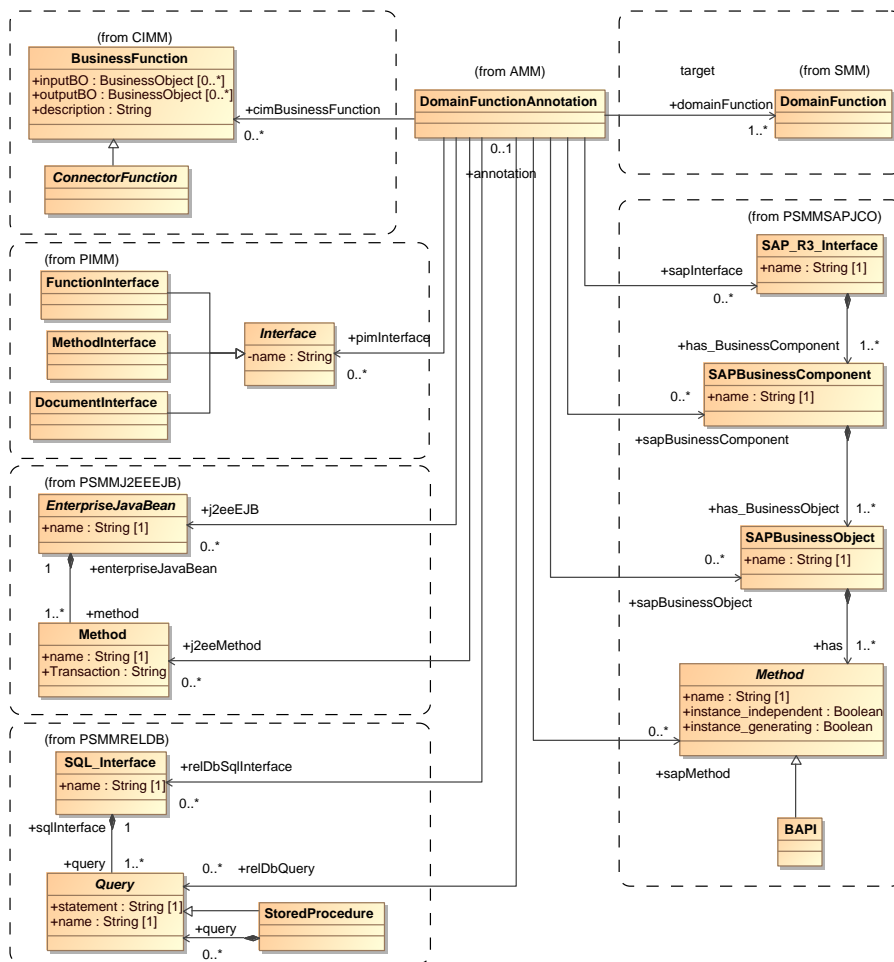 (from CIMM)
BusinessFunction
+inputBO : BusinessObject [0..*]
+outputBO : BusinessObject [0..*]
+description : String
ConnectorFunction
+cimBusinessFunction
0..*
(from AMM)
DomainFunctionAnnotation
0..1
+annotation
target
(from SMM)
+domainFunction
1..*
DomainFunction
(from PIMM)
FunctionInterface
MethodInterface
DocumentInterface
Interface
-name : String
+pimInterface
0..*
(from PSMMSAPJCO)
SAP_R3_Interface
+name : String [1]
+sapInterface
0..*
+has_BusinessComponent
1..*
SAPBusinessComponent
+name : String [1]
0..*
+sapBusinessComponent
+has_BusinessObject
1..*
SAPBusinessObject
+name : String [1]
0..*
+sapBusinessObject
+has
1..*
Method
+name : String [1]
+instance_independent : Boolean
+instance_generating : Boolean
0..*
+sapMethod
BAPI
(from PSMMJ2EEEJB)
EnterpriseJavaBean
+name : String [1]
+j2eeEJB
0..*
1
+enterpriseJavaBean
1..*
+method
Method
+name : String [1]
+Transaction : String
+j2eeMethod
0..*
(from PSMMRELDB)
SQL_Interface
+name : String [1]
+relDbSqlInterface
0..*
+sqlInterface
1
+query
1..*
Query
+statement : String [1]
+name : String [1]
0..*
+relDbQuery
StoredProcedure
+query
0..*